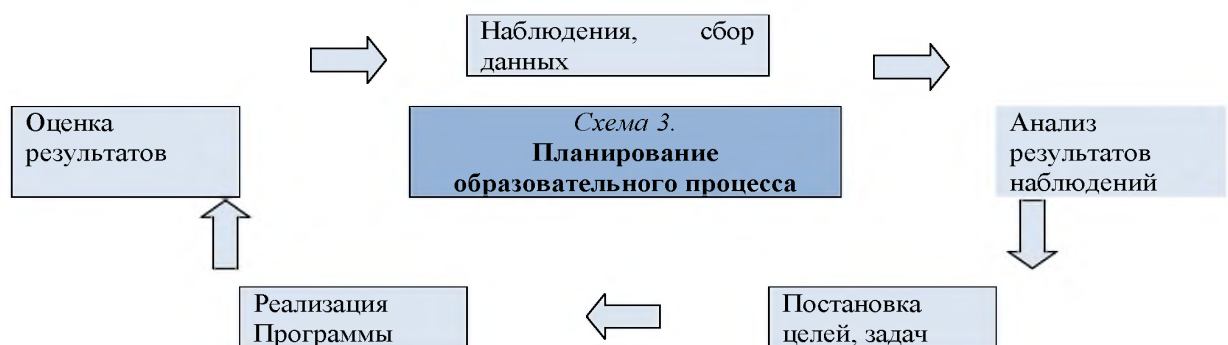 Наблюдения, сбор
данных
Оценка
результатов
Схема 3.
Планирование
образовательного процесса
Анализ
результатов
наблюдений
Реализация
Программы
Постановка
целей, задач